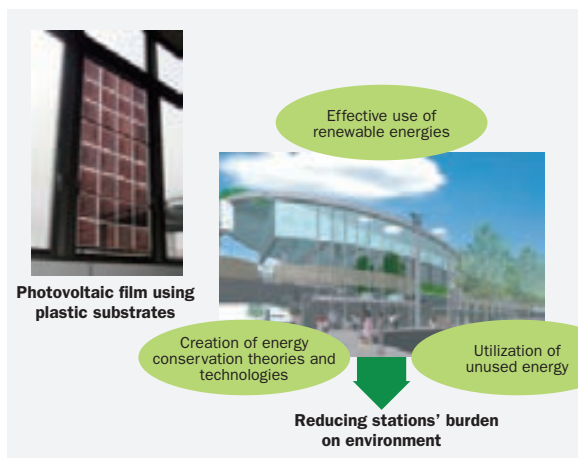 Effective use of
renewable energies
Photovoltaic film using
plastic substrates
Creation of energy
conservation theories and
technologies
Utilization of
unused energy
Reducing stations' burden
on environment